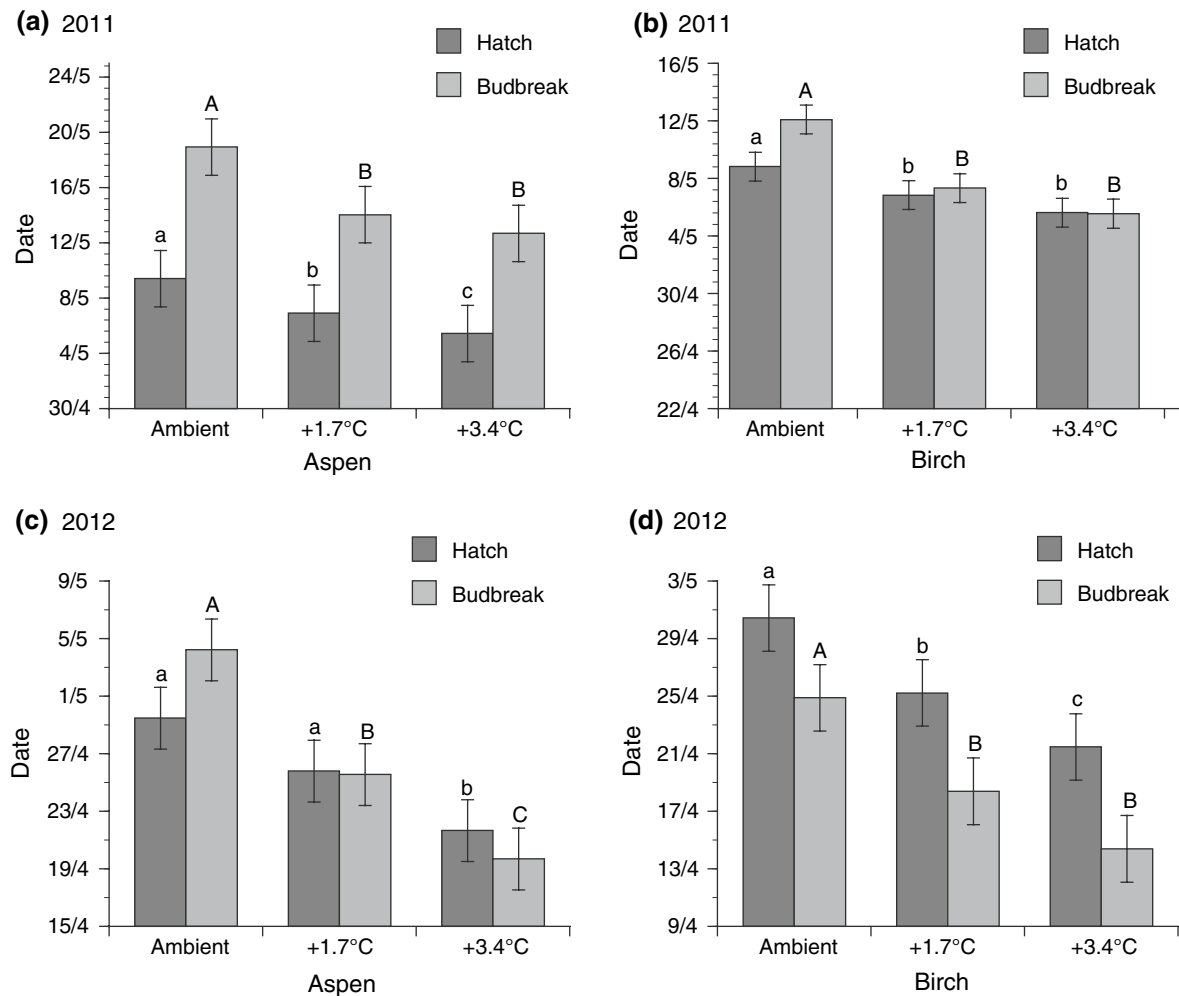 (a) 2011
Hatch
Budbreak
Date
24/5
20/5
16/5
12/5
8/5
4/5
30/4
a
A
b
B
c
B
Ambient
+1.7°C
+3.4°C
Aspen
(b) 2011
Hatch
Budbreak
Date
16/5
12/5
8/5
4/5
30/4
26/4
22/4
a
A
b
B
b
B
Ambient
+1.7°C
+3.4°C
Birch
(c) 2012
Hatch
Budbreak
Date
9/5
5/5
1/5
27/4
23/4
19/4
15/4
a
A
a
B
b
C
Ambient
+1.7°C
+3.4°C
Aspen
(d) 2012
Hatch
Budbreak
Date
3/5
29/4
25/4
21/4
17/4
13/4
9/4
a
A
b
B
c
B
Ambient
+1.7°C
+3.4°C
Birch